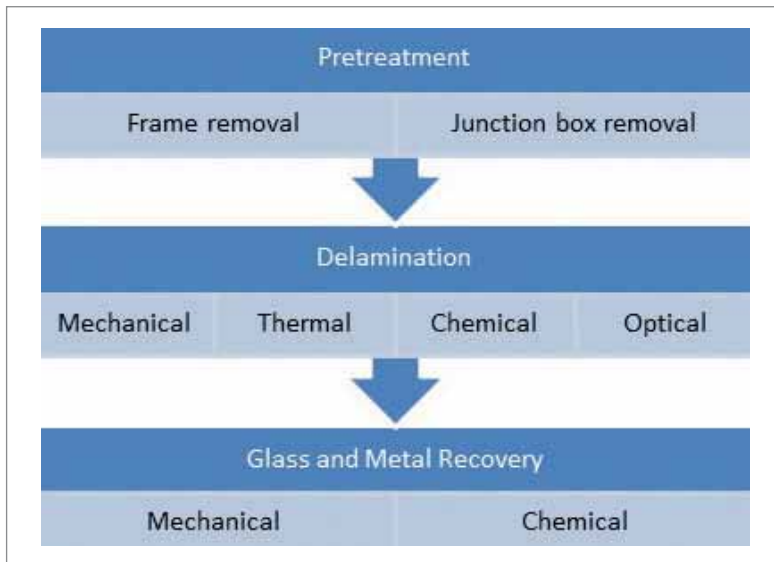 Pretreatment
Frame removal Junction box removal
Delamination
Mechanical Thermal Chemical Optical
Glass and Metal Recovery
Mechanical Chemical